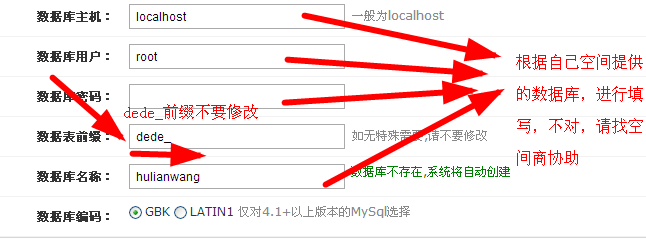 数据库主机： localhost 一般为localhost
数据库用户： root
数据库密码：
dede_前缀不要修改
数据表前缀： dede_ 如无特殊需要,请不要修改
数据库名称： hulianwang 数据库不存在,系统将自动创建
数据库编码： GBK LATIN1 仅对4.1+以上版本的MySql选择
根据自己空间提供
的数据库，进行填
写，不对，请找空
间商协助